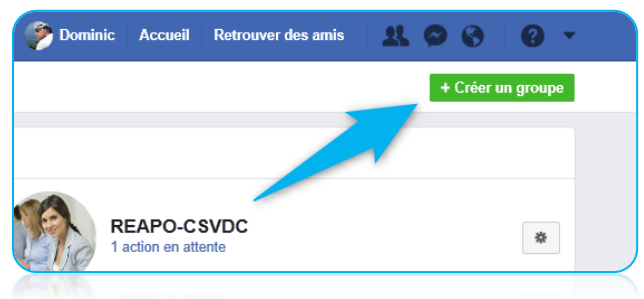 Dominic Accueil Retrouver des amis ?
+ Créer un groupe
REAPO-CSVDC
1 action en attente